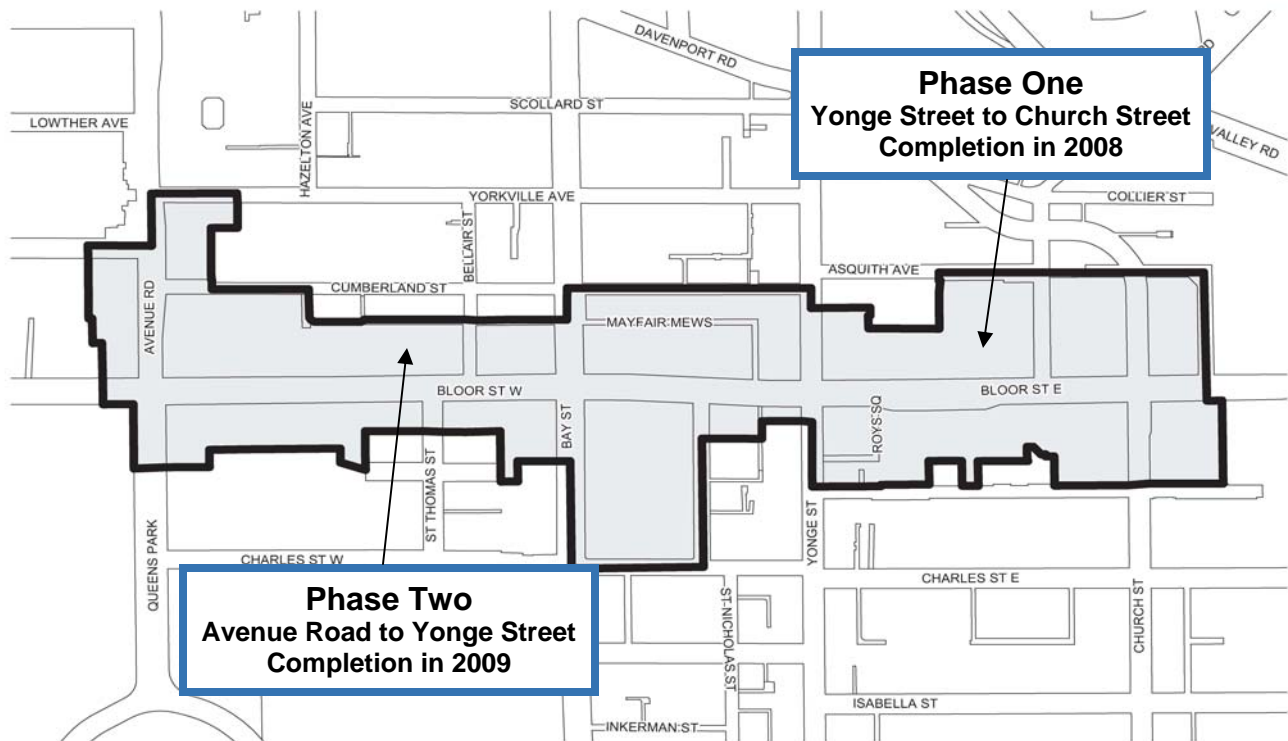 DAVENPORT RD
RD
Phase One
Yonge Street to Church Street
Completion in 2008
SCOLLARD ST
HAZELTON AVE
LOWTHER AVE
VALLEY RD
YORKVILLE AVE
COLLIER ST
BELLAIR ST
ASQUITH AVE
CUMBERLAND ST
AVENUE RD
MAYFAIR MEWS
BLOOR ST W
BLOOR ST E
BAY ST
ROYS SQ
ST THOMAS ST
YONGE ST
CHARLES ST W
QUEENS PARK
CHARLES ST E
Phase Two
Avenue Road to Yonge Street
Completion in 2009
ST NICHOLAS ST
CHURCH ST
ISABELLA ST
INKERMAN ST